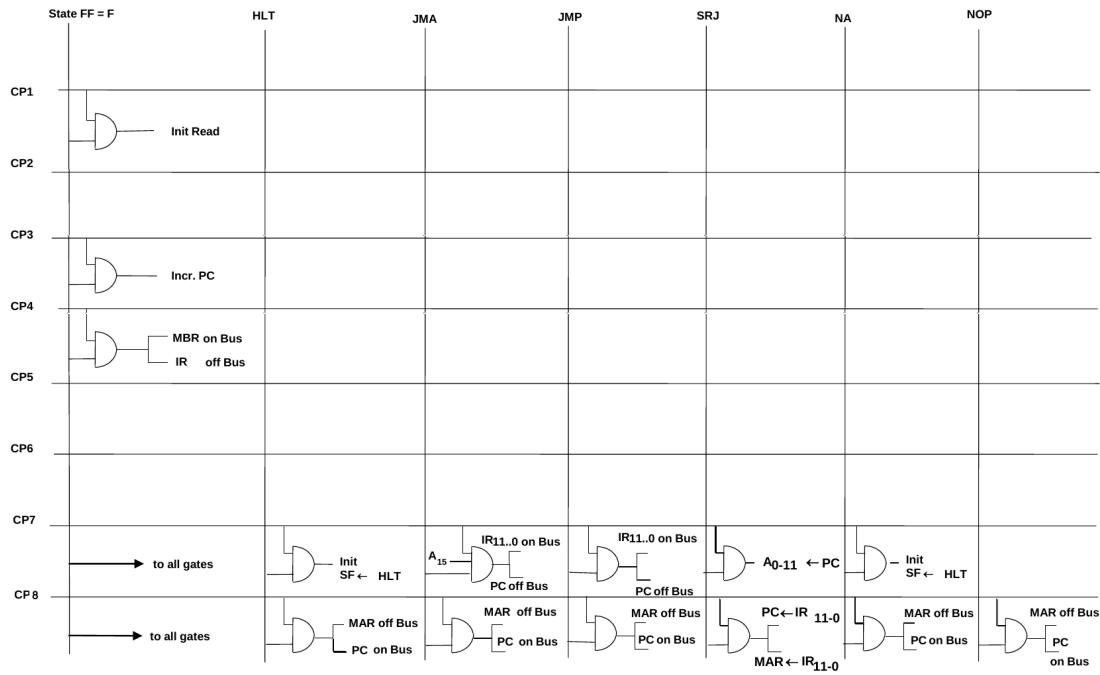 State FF = F HLT JMA JMP SRJ NA NOP
CP1
Init Read
CP2
CP3
Incr. PC
CP4
MBR on Bus
IR off Bus
CP5
CP6
CP7
to all gates
Init
SF ← HLT
A15
IR11..0 on Bus
PC off Bus
IR11..0 on Bus
PC off Bus
A0-11 ← PC
Init
SF ← HLT
CP 8
to all gates
MAR off Bus
PC on Bus
MAR off Bus
PC on Bus
MAR off Bus
PC on Bus
PC ← IR 11-0
MAR ← IR11-0
MAR off Bus
PC on Bus
MAR off Bus
PC
on Bus